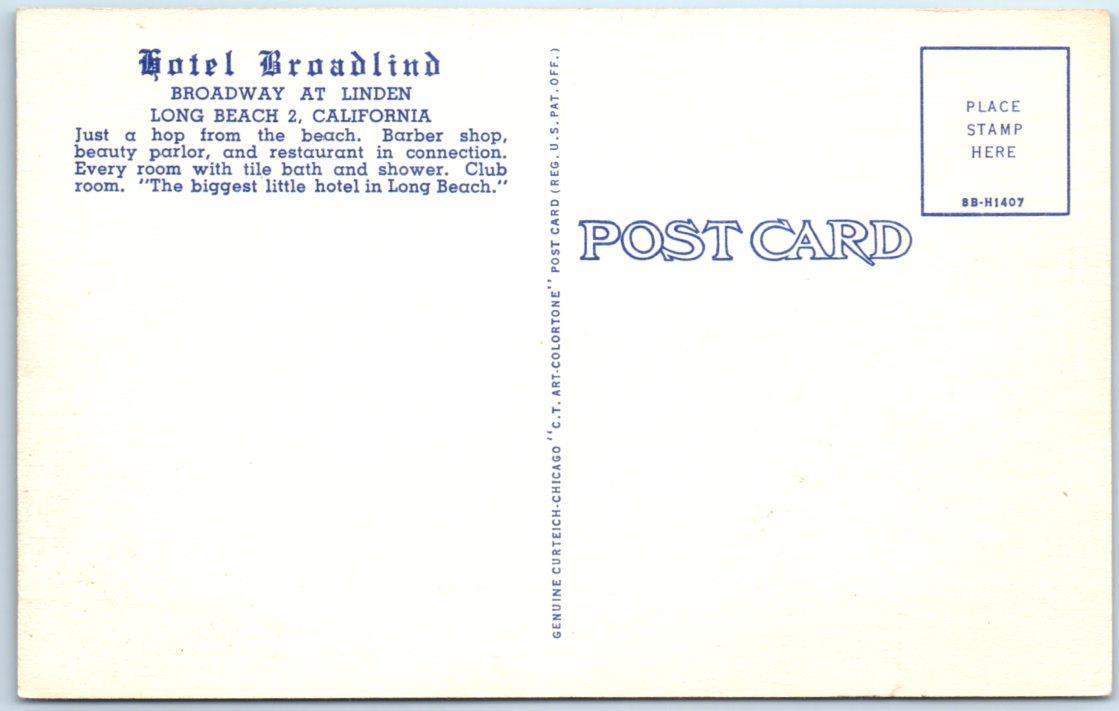 Hotel Broadlind
BROADWAY AT LINDEN
LONG BEACH 2, CALIFORNIA
Just a hop from the beach. Barber shop,
beauty parlor, and restaurant in connection.
Every room with tile bath and shower. Club
room. "The biggest little hotel in Long Beach."
GENUINE CURTEICH-CHICAGO "C.T. ART-COLORTONE" POST CARD (REG. U.S. PAT. OFF.)
POST CARD
PLACE
STAMP
HERE
8B-H1407